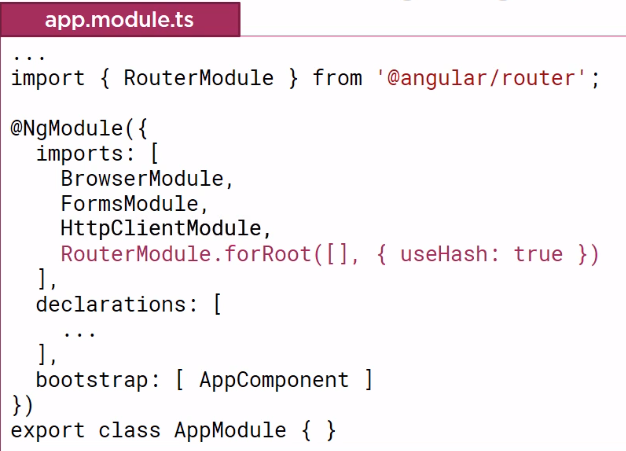 app.module.ts
...
import { RouterModule } from '@angular/router';
@NgModule({
  imports: [
    BrowserModule,
    FormsModule,
    HttpClientModule,
    RouterModule.forRoot([], { useHash: true })
  ],
  declarations: [
    ...
  ],
  bootstrap: [ AppComponent ]
})
export class AppModule { }